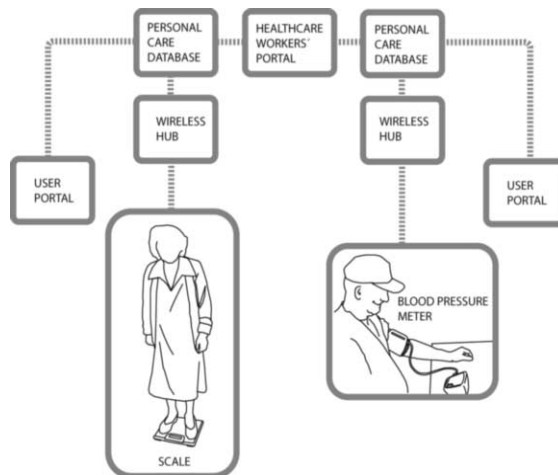 PERSONAL
CARE
DATABASE
HEALTHCARE
WORKERS´
PORTAL
PERSONAL
CARE
DATABASE
WIRELESS
HUB
WIRELESS
HUB
USER
PORTAL
USER
PORTAL
BLOOD PRESSURE
METER
SCALE